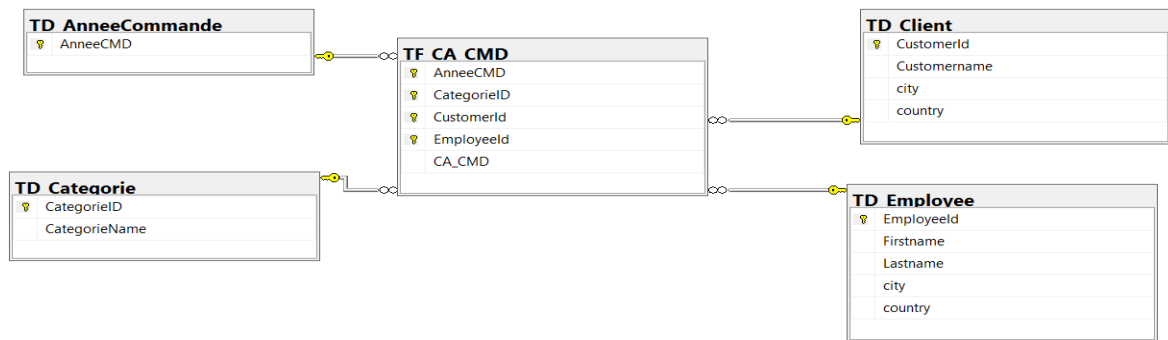 TD_AnneeCommande
AnneeCMD
TF_CA_CMD
AnneeCMD
CategorieID
CustomerId
EmployeeId
CA_CMD
TD_Client
CustomerId
Customername
city
country
TD_Categorie
CategorieID
CategorieName
TD_Employee
EmployeeId
Firstname
Lastname
city
country